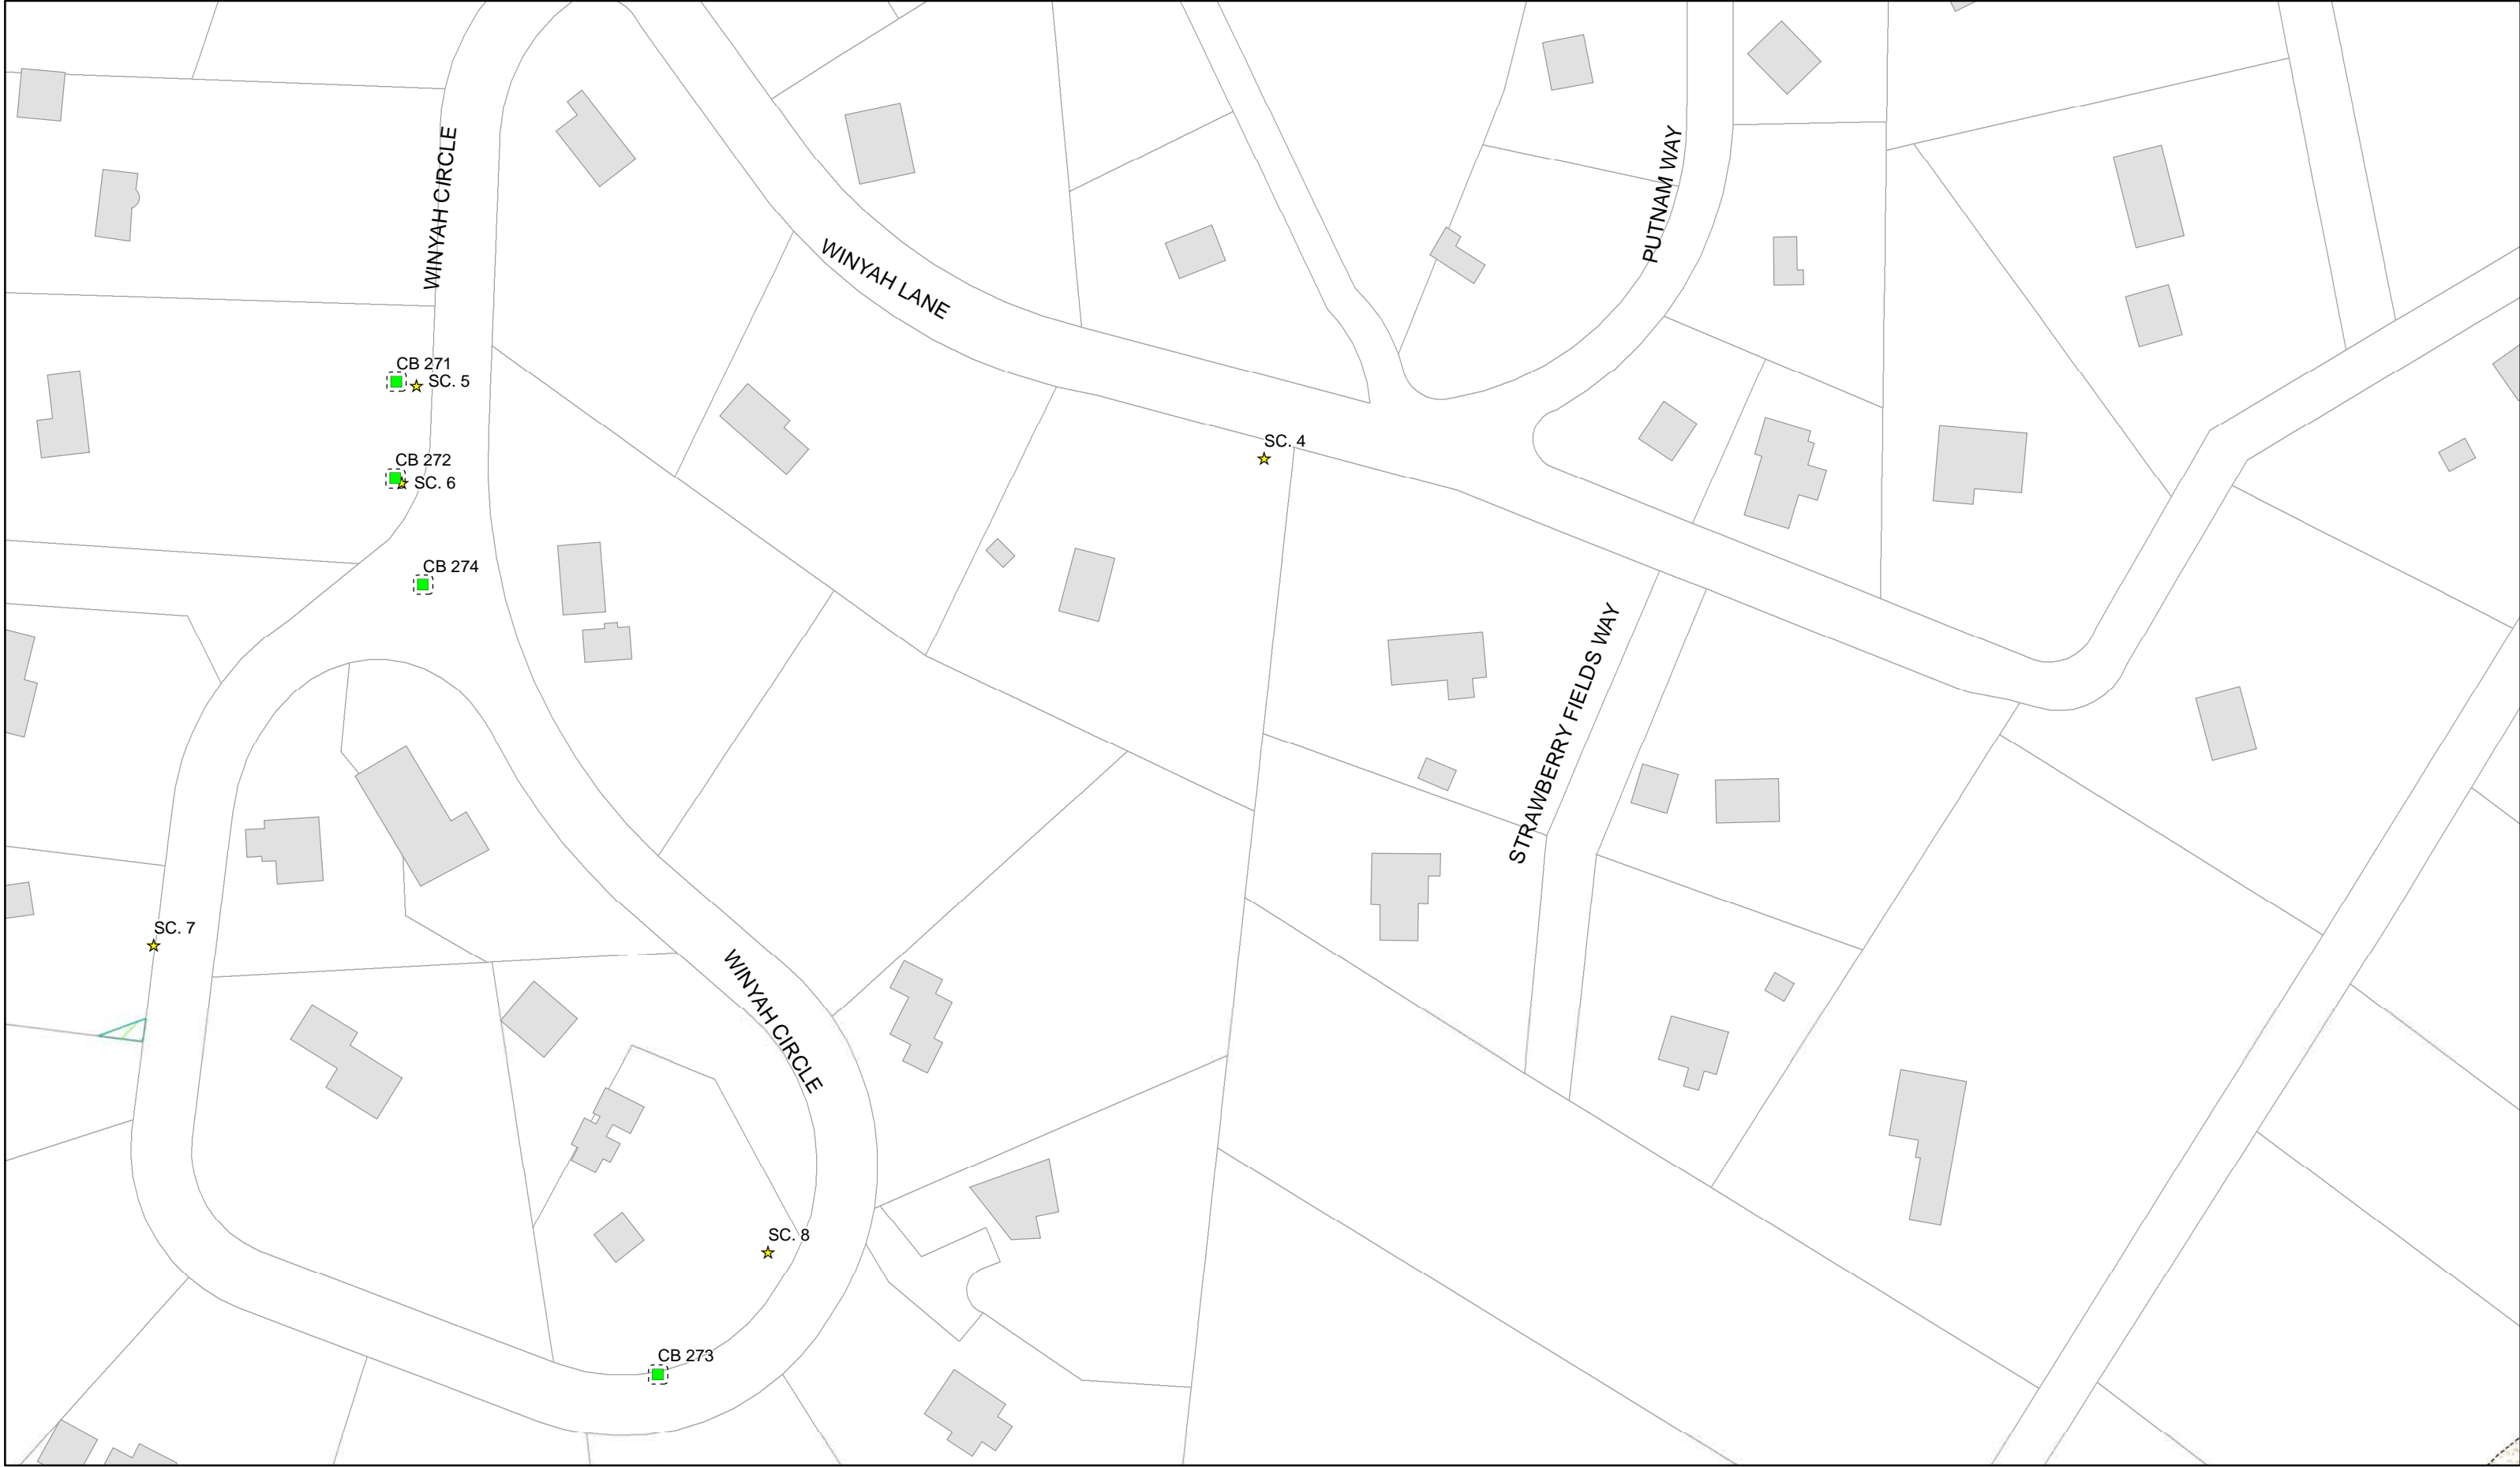 WINYAH CIRCLE
PUTNAM WAY
WINYAH LANE
CB 271
SC. 5
SC. 4
CB 272
SC. 6
CB 274
STRAWBERRY FIELDS WAY
SC. 7
WINYAH CIRCLE
SC. 8
CB 273